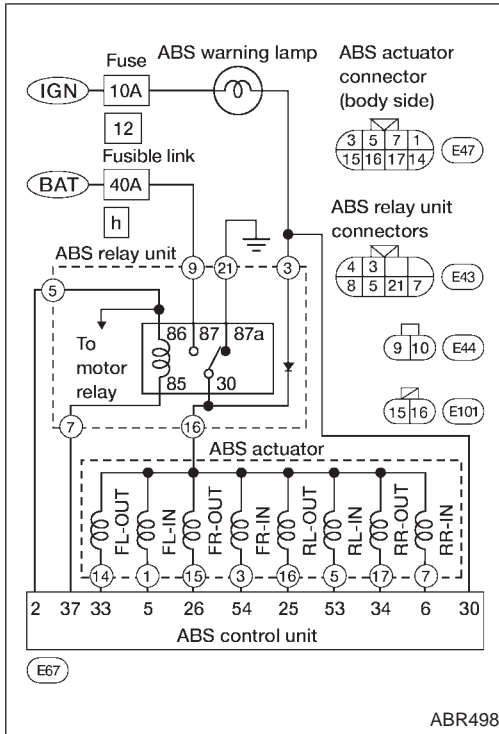 Fuse
ABS warning lamp
ABS actuator
connector
(body side)
IGN
10A
12
3 5 7 1
15 16 17 14
E47
Fusible link
BAT
40A
h
ABS relay unit
connectors
ABS relay unit
9
21
3
4 3
8 5 21 7
E43
5
86 87 87a
9 10
E44
To
motor
relay
85
30
15 16
E101
7
16
ABS actuator
FL-OUT
FL-IN
FR-OUT
FR-IN
RL-OUT
RL-IN
RR-OUT
RR-IN
14 1 15 3 16 5 17 7
2 37 33 5 26 54 25 53 34 6 30
ABS control unit
E67
ABR498